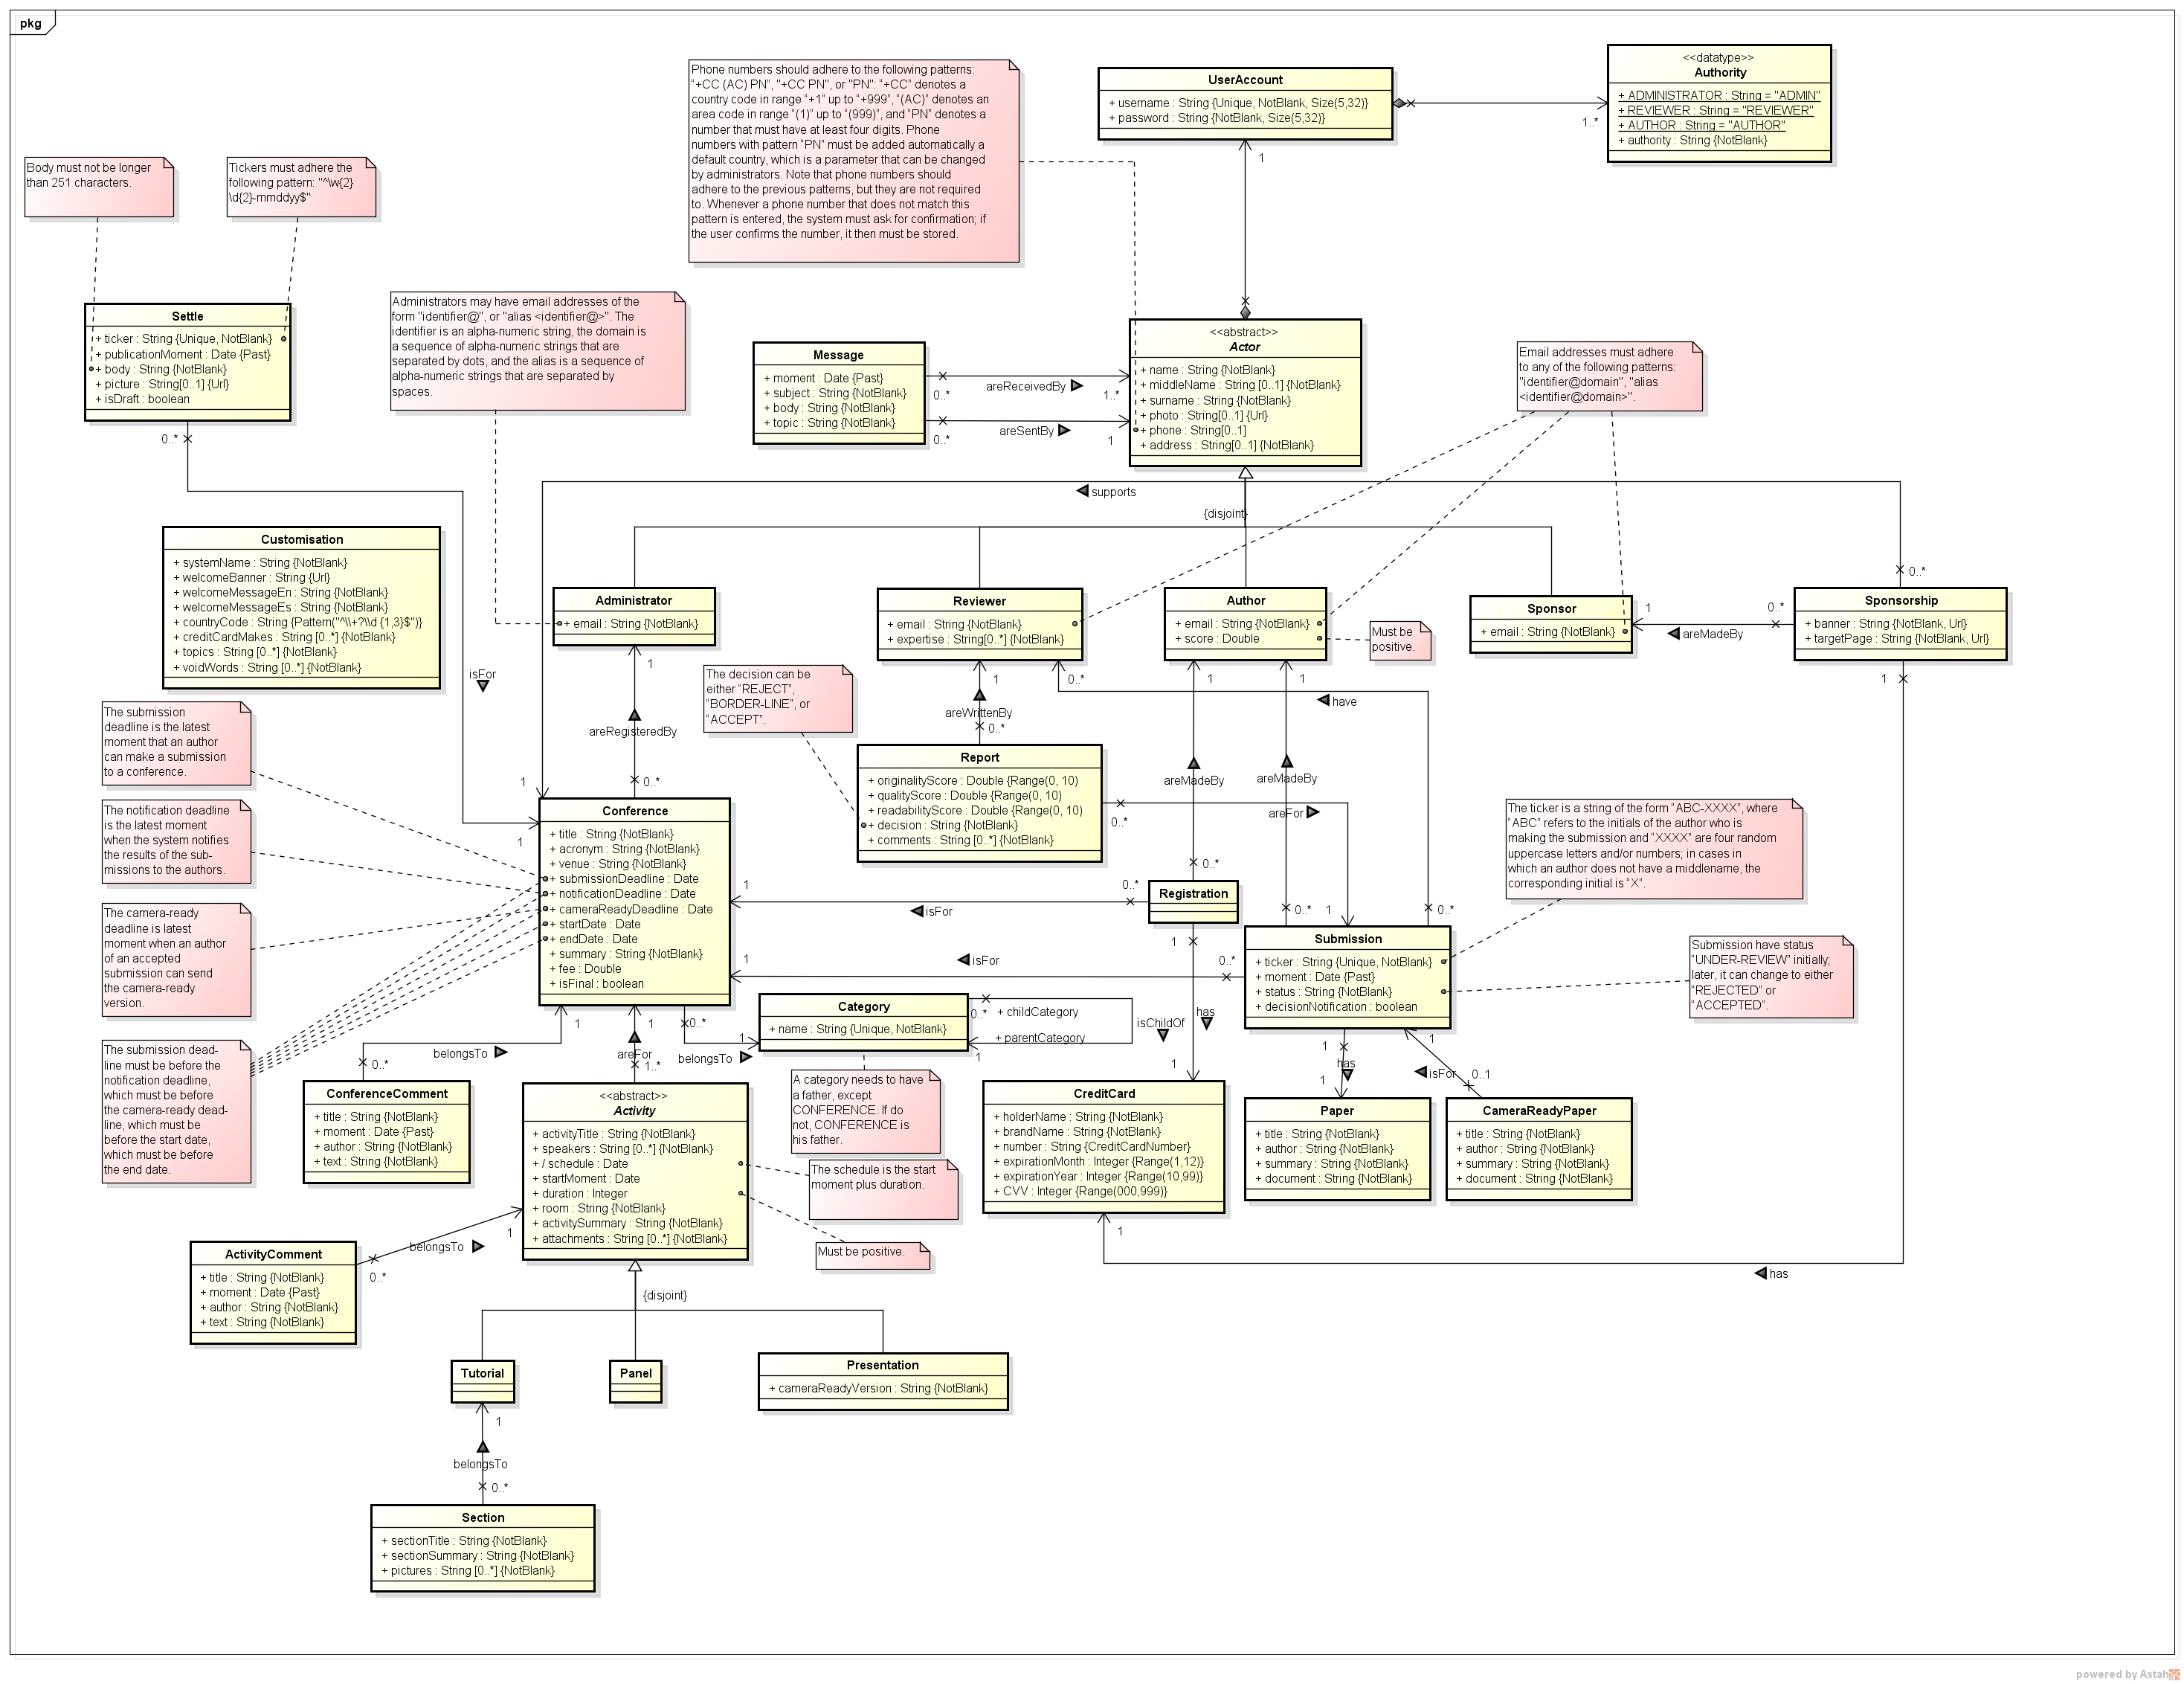 pkg
Phone numbers should adhere to the following patterns:
"+CC (AC) PN", "+CC PN", or "PN": "+CC" denotes a
country code in range "+1" up to "+999", "(AC)" denotes an
area code in range "(1)" up to "(999)", and "PN" denotes a
number that must have at least four digits. Phone
numbers with pattern "PN" must be added automatically a
default country, which is a parameter that can be changed
by administrators. Note that phone numbers should
adhere to the previous patterns, but they are not required
to. Whenever a phone number that does not match this
pattern is entered, the system must ask for confirmation; if
the user confirms the number, it then must be stored.
UserAccount
+ username : String {Unique, NotBlank, Size(5,32)}
+ password : String {NotBlank, Size(5,32)}
1..*
1
<<datatype>>
Authority
+ ADMINISTRATOR : String = "ADMIN"
+ REVIEWER : String = "REVIEWER"
+ AUTHOR : String = "AUTHOR"
+ authority : String {NotBlank}
Body must not be longer
than 251 characters.
Tickers must adhere the
following pattern: "^\w{2}
\d{2}-mmddyy$"
Settle
+ ticker : String {Unique, NotBlank}
+ publicationMoment : Date {Past}
+ body : String {NotBlank}
+ picture : String[0..1] {Url}
+ isDraft : boolean
0..*
Administrators may have email addresses of the
form "identifier@", or "alias <identifier@>". The
identifier is an alpha-numeric string, the domain is
a sequence of alpha-numeric strings that are
separated by dots, and the alias is a sequence of
alpha-numeric strings that are separated by
spaces.
Message
+ moment : Date {Past}
+ subject : String {NotBlank}
+ body : String {NotBlank}
+ topic : String {NotBlank}
0..*
areReceivedBy
1..*
0..*
areSentBy
1
<<abstract>>
Actor
+ name : String {NotBlank}
+ middleName : String [0..1] {NotBlank}
+ surname : String {NotBlank}
+ photo : String[0..1] {Url}
+ phone : String[0..1]
+ address : String[0..1] {NotBlank}
Email addresses must adhere
to any of the following patterns:
"identifier@domain", "alias
<identifier@domain>".
supports
{disjoint}
Customisation
+ systemName : String {NotBlank}
+ welcomeBanner : String {Url}
+ welcomeMessageEn : String {NotBlank}
+ welcomeMessageEs : String {NotBlank}
+ countryCode : String {Pattern("^\\+?\\d {1,3}$")}
+ creditCardMakes : String [0..*] {NotBlank}
+ topics : String [0..*] {NotBlank}
+ voidWords : String [0..*] {NotBlank}
isFor
Administrator
+ email : String {NotBlank}
1
areRegisteredBy
0..*
Reviewer
+ email : String {NotBlank}
+ expertise : String[0..*] {NotBlank}
1
0..*
areWrittenBy
0..*
Author
+ email : String {NotBlank}
+ score : Double
1
1
Must be
positive.
Sponsor
+ email : String {NotBlank}
1
areMadeBy
0..*
0..*
Sponsorship
+ banner : String {NotBlank, Url}
+ targetPage : String {NotBlank, Url}
1
have
The decision can be
either "REJECT",
"BORDER-LINE", or
"ACCEPT".
Report
+ originalityScore : Double {Range(0, 10)
+ qualityScore : Double {Range(0, 10)
+ readabilityScore : Double {Range(0, 10)
+ decision : String {NotBlank}
+ comments : String [0..*] {NotBlank}
0..*
areMadeBy
areMadeBy
areFor
The submission
deadline is the latest
moment that an author
can make a submission
to a conference.
The notification deadline
is the latest moment
when the system notifies
the results of the sub-
missions to the authors.
The camera-ready
deadline is latest
moment when an author
of an accepted
submission can send
the camera-ready
version.
The submission dead-
line must be before the
notification deadline,
which must be before
the camera-ready dead-
line, which must be
before the start date,
which must be before
the end date.
1
1
Conference
+ title : String {NotBlank}
+ acronym : String {NotBlank}
+ venue : String {NotBlank}
+ submissionDeadline : Date
+ notificationDeadline : Date
+ cameraReadyDeadline : Date
+ startDate : Date
+ endDate : Date
+ summary : String {NotBlank}
+ fee : Double
+ isFinal : boolean
1
isFor
0..*
0..*
Registration
1
The ticker is a string of the form "ABC-XXXX", where
"ABC" refers to the initials of the author who is
making the submission and "XXXX" are four random
uppercase letters and/or numbers; in cases in
which an author does not have a middlename, the
corresponding initial is "X".
0..*
1
0..*
1
isFor
0..*
Submission
+ ticker : String {Unique, NotBlank}
+ moment : Date {Past}
+ status : String {NotBlank}
+ decisionNotification : boolean
Submission have status
"UNDER-REVIEW" initially;
later, it can change to either
"REJECTED" or
"ACCEPTED".
Category
+ name : String {Unique, NotBlank}
0..*
+ childCategory
isChildOf
+ parentCategory
1
has
1
1
belongsTo
0..*
1
areFor
1..*
0..*
belongsTo
1
A category needs to have
a father, except
CONFERENCE. If do
not, CONFERENCE is
his father.
ConferenceComment
+ title : String {NotBlank}
+ moment : Date {Past}
+ author : String {NotBlank}
+ text : String {NotBlank}
<<abstract>>
Activity
+ activityTitle : String {NotBlank}
+ speakers : String [0..*] {NotBlank}
+ / schedule : Date
+ startMoment : Date
+ duration : Integer
+ room : String {NotBlank}
+ activitySummary : String {NotBlank}
+ attachments : String [0..*] {NotBlank}
The schedule is the start
moment plus duration.
Must be positive.
CreditCard
+ holderName : String {NotBlank}
+ brandName : String {NotBlank}
+ number : String {CreditCardNumber}
+ expirationMonth : Integer {Range(1,12)}
+ expirationYear : Integer {Range(10,99)}
+ CVV : Integer {Range(000,999)}
1
1
has
1
Paper
+ title : String {NotBlank}
+ author : String {NotBlank}
+ summary : String {NotBlank}
+ document : String {NotBlank}
1
isFor
0..1
CameraReadyPaper
+ title : String {NotBlank}
+ author : String {NotBlank}
+ summary : String {NotBlank}
+ document : String {NotBlank}
has
ActivityComment
+ title : String {NotBlank}
+ moment : Date {Past}
+ author : String {NotBlank}
+ text : String {NotBlank}
belongsTo
0..*
1
{disjoint}
Tutorial
Panel
Presentation
+ cameraReadyVersion : String {NotBlank}
1
belongsTo
0..*
Section
+ sectionTitle : String {NotBlank}
+ sectionSummary : String {NotBlank}
+ pictures : String [0..*] {NotBlank}
powered by Astah